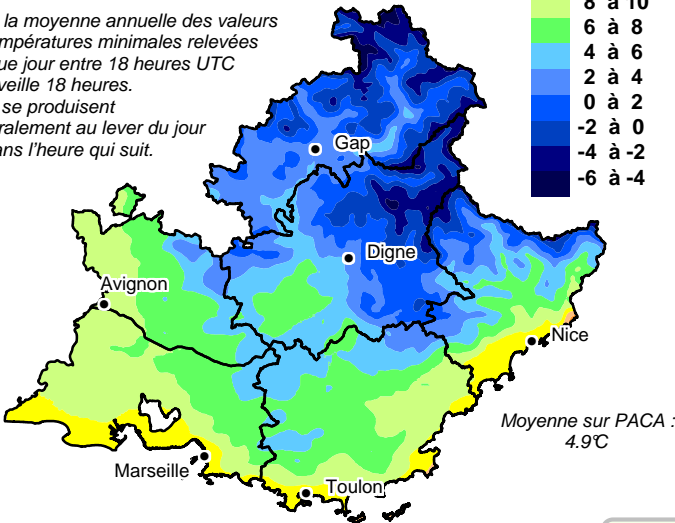 la moyenne annuelle des valeurs
mpératures minimales relevées
ue jour entre 18 heures UTC
veille 18 heures.
se produisent
ralement au lever du jour
ans l'heure qui suit.
8 à 10
6 à 8
4 à 6
2 à 4
0 à 2
-2 à 0
-4 à -2
-6 à -4
Gap
Digne
Avignon
Nice
Moyenne sur PACA :
4.9°C
Marseille
Toulon